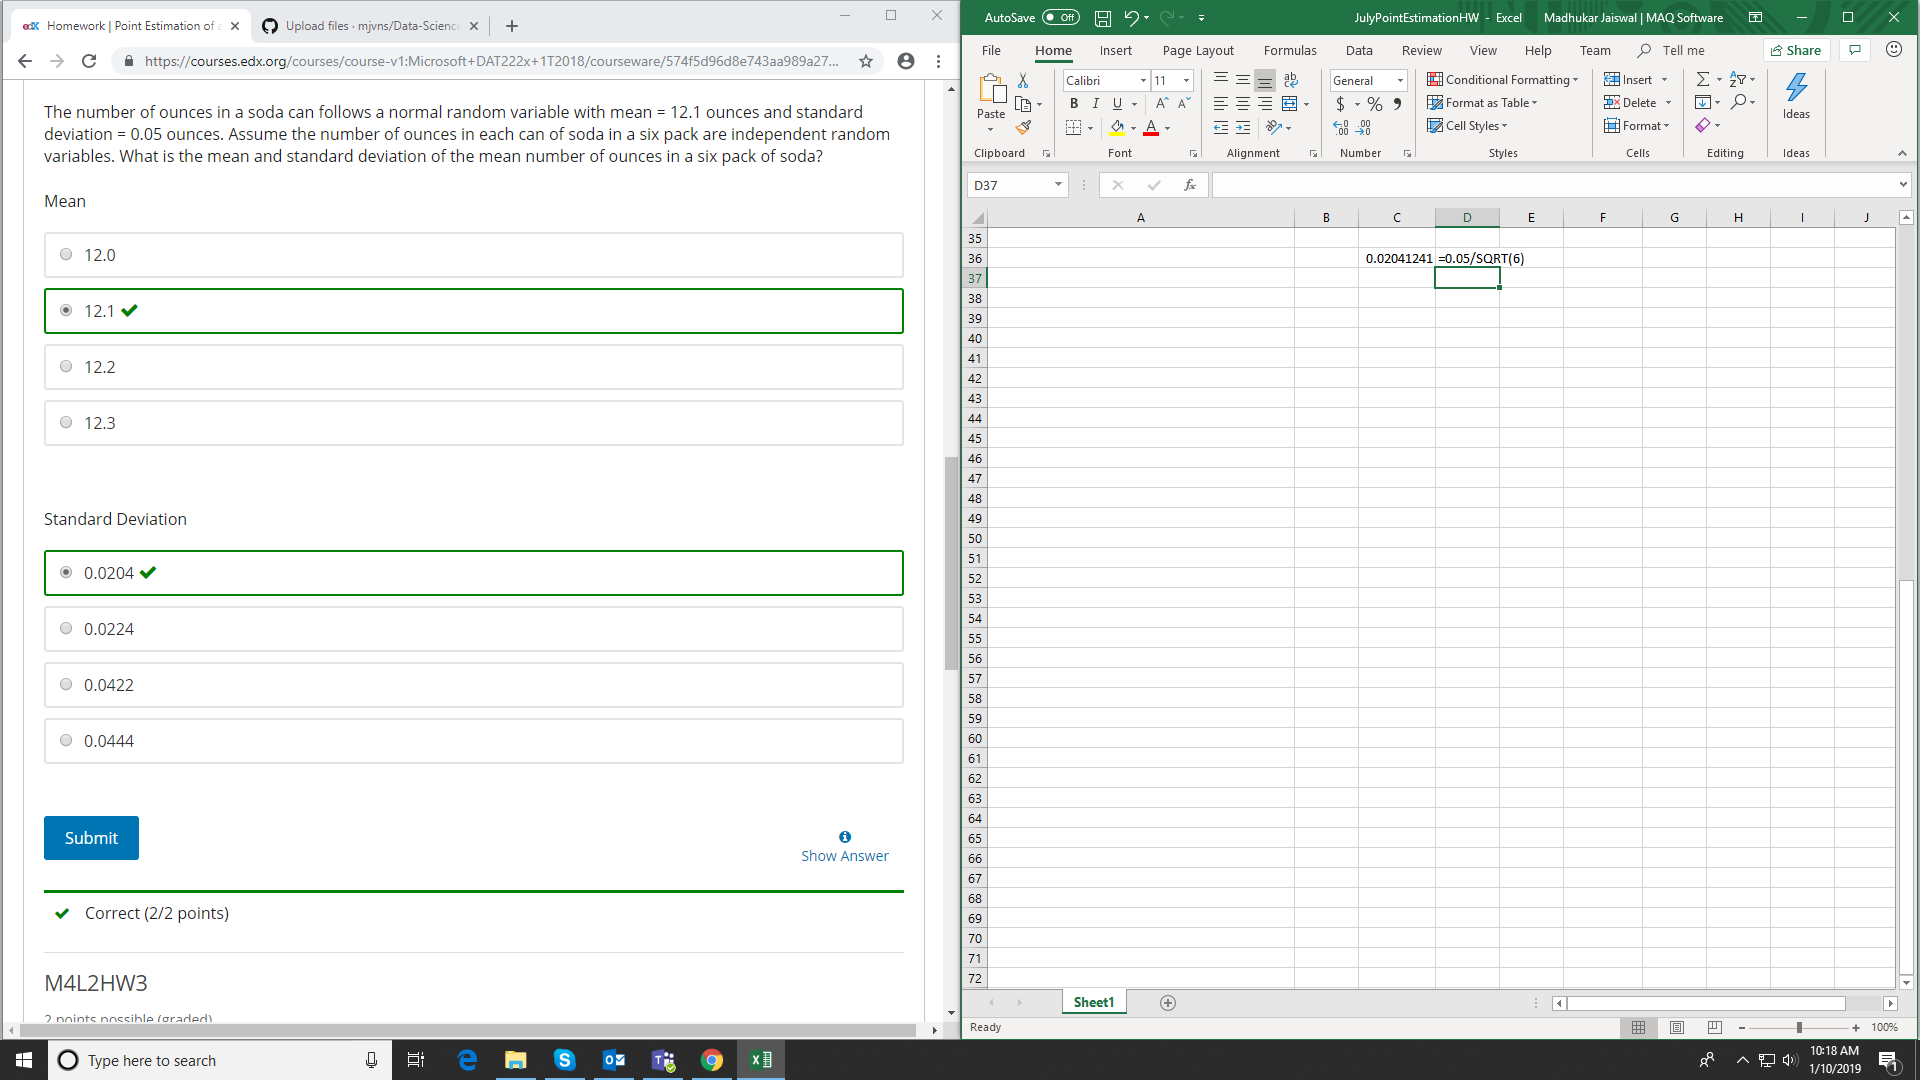 Homework | Point Estimation of a
Upload files · mjvns/Data-Science
https://courses.edx.org/courses/course-v1:Microsoft+DAT222x+1T2018/courseware/574f5d96d8e743aa989a27...
The number of ounces in a soda can follows a normal random variable with mean = 12.1 ounces and standard
deviation = 0.05 ounces. Assume the number of ounces in each can of soda in a six pack are independent random
variables. What is the mean and standard deviation of the mean number of ounces in a six pack of soda?
Mean
12.0
12.1
12.2
12.3
Standard Deviation
0.0204
0.0224
0.0422
0.0444
Submit
Show Answer
Correct (2/2 points)
M4L2HW3
2 points possible (graded)
AutoSave Off
JulyPointEstimationHW - Excel
Madhukar Jaiswal | MAQ Software
File Home Insert Page Layout Formulas Data Review View Help Team Tell me Share
Paste
Calibri 11
B I U
General
$ % 9
Conditional Formatting
Format as Table
Cell Styles
Insert
Delete
Format
Ideas
Clipboard Font Alignment Number Styles Cells Editing Ideas
D37 fx
A B C D E F G H I J
35
36 0.02041241 =0.05/SQRT(6)
37
38
39
40
41
42
43
44
45
46
47
48
49
50
51
52
53
54
55
56
57
58
59
60
61
62
63
64
65
66
67
68
69
70
71
72
Sheet1
Ready
100%
Type here to search
10:18 AM
1/10/2019
1